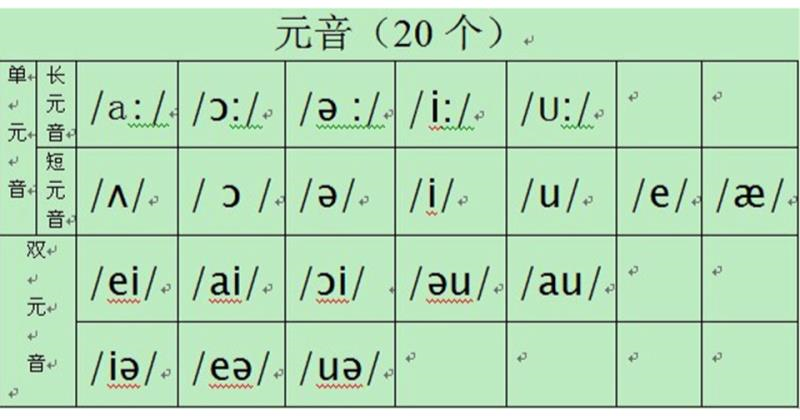 元音（20 个）
单元音
长元音 /a:/ /ɔ:/ /ə :/ /i:/ /U:/
短元音 /ʌ/ / ɔ / /ə/ /i/ /u/ /e/ /æ/
双元音
/ei/ /ai/ /ɔi/ /əu/ /au/
/iə/ /eə/ /uə/